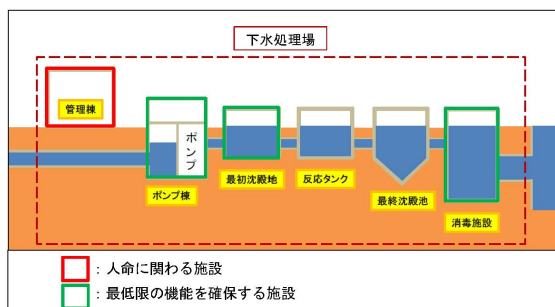 下水処理場
管理棟
ポンプ
ポンプ棟
最初沈殿地
反応タンク
最終沈殿池
消毒施設
：人命に関わる施設
：最低限の機能を確保する施設